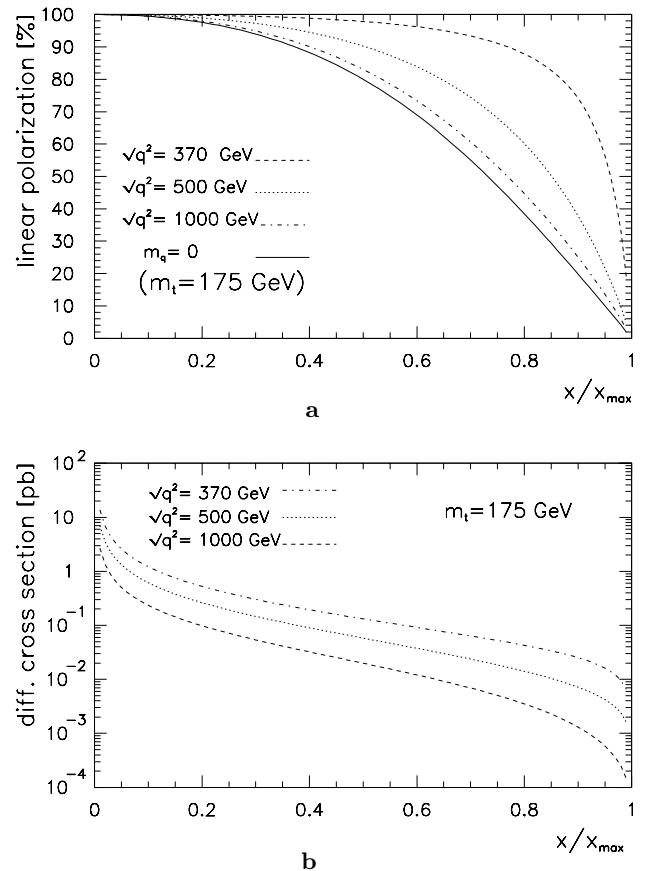 linear polarization [%]
100
90
80
70
60
50
40
30
20
10
0
√q²= 370 GeV
√q²= 500 GeV
√q²= 1000 GeV
m_q= 0
(m_t=175 GeV)
0 0.2 0.4 0.6 0.8 1
x/x_max
a
diff. cross section [pb]
10²
10
1
10⁻¹
10⁻²
10⁻³
10⁻⁴
√q²= 370 GeV
√q²= 500 GeV
√q²= 1000 GeV
m_t=175 GeV
0 0.2 0.4 0.6 0.8 1
x/x_max
b